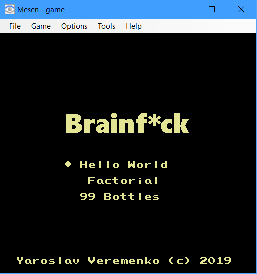 Mesen - game
File Game Options Tools Help
Brainf*ck
Hello World
Factorial
99 Bottles
Yaroslav Veremenko (c) 2019